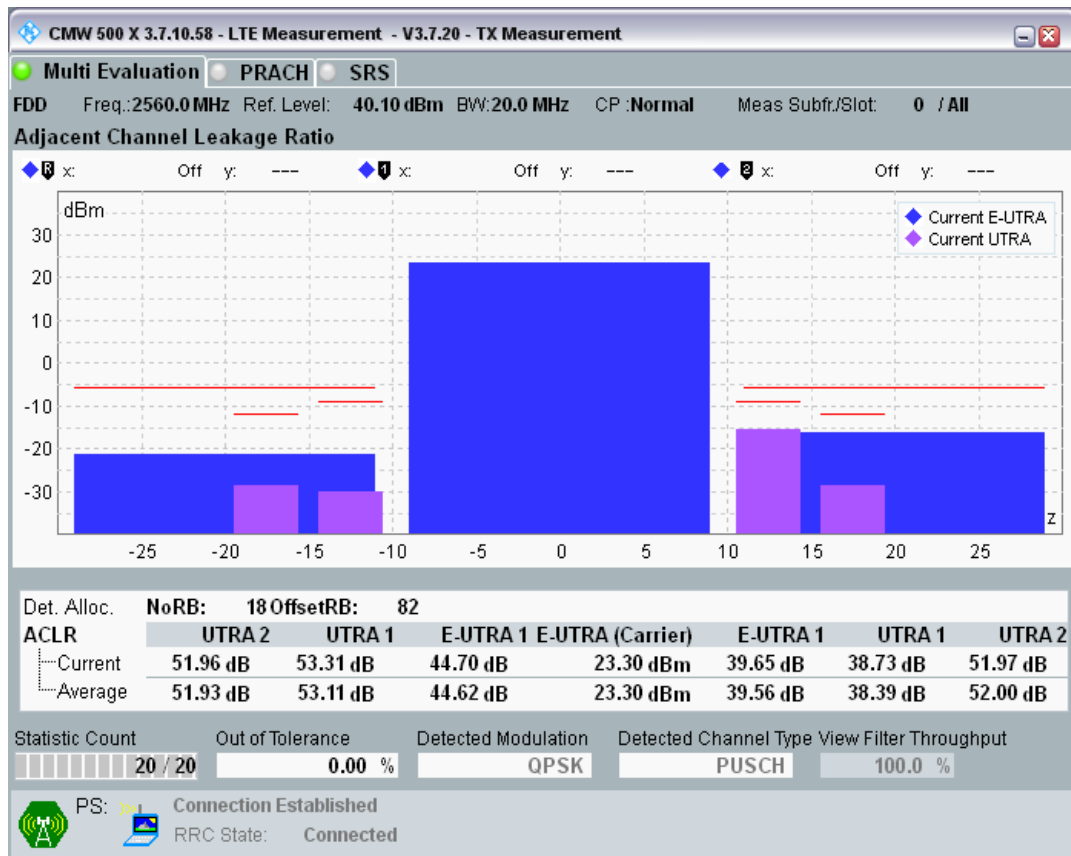 CMW 500 X 3.7.10.58 - LTE Measurement - V3.7.20 - TX Measurement
Multi Evaluation PRACH SRS
FDD Freq.:2560.0 MHz Ref. Level: 40.10 dBm BW:20.0 MHz CP :Normal Meas Subfr./Slot: 0 / All
Adjacent Channel Leakage Ratio
R x: Off y: --- 1 x: Off y: --- 2 x: Off y: ---
dBm
Current E-UTRA
Current UTRA
30
20
10
0
-10
-20
-30
z
-25 -20 -15 -10 -5 0 5 10 15 20 25
Det. Alloc. NoRB: 18 OffsetRB: 82
ACLR UTRA 2 UTRA 1 E-UTRA 1 E-UTRA (Carrier) E-UTRA 1 UTRA 1 UTRA 2
Current 51.96 dB 53.31 dB 44.70 dB 23.30 dBm 39.65 dB 38.73 dB 51.97 dB
Average 51.93 dB 53.11 dB 44.62 dB 23.30 dBm 39.56 dB 38.39 dB 52.00 dB
Statistic Count Out of Tolerance Detected Modulation Detected Channel Type View Filter Throughput
20 / 20 0.00 % QPSK PUSCH 100.0 %
PS: Connection Established
RRC State: Connected